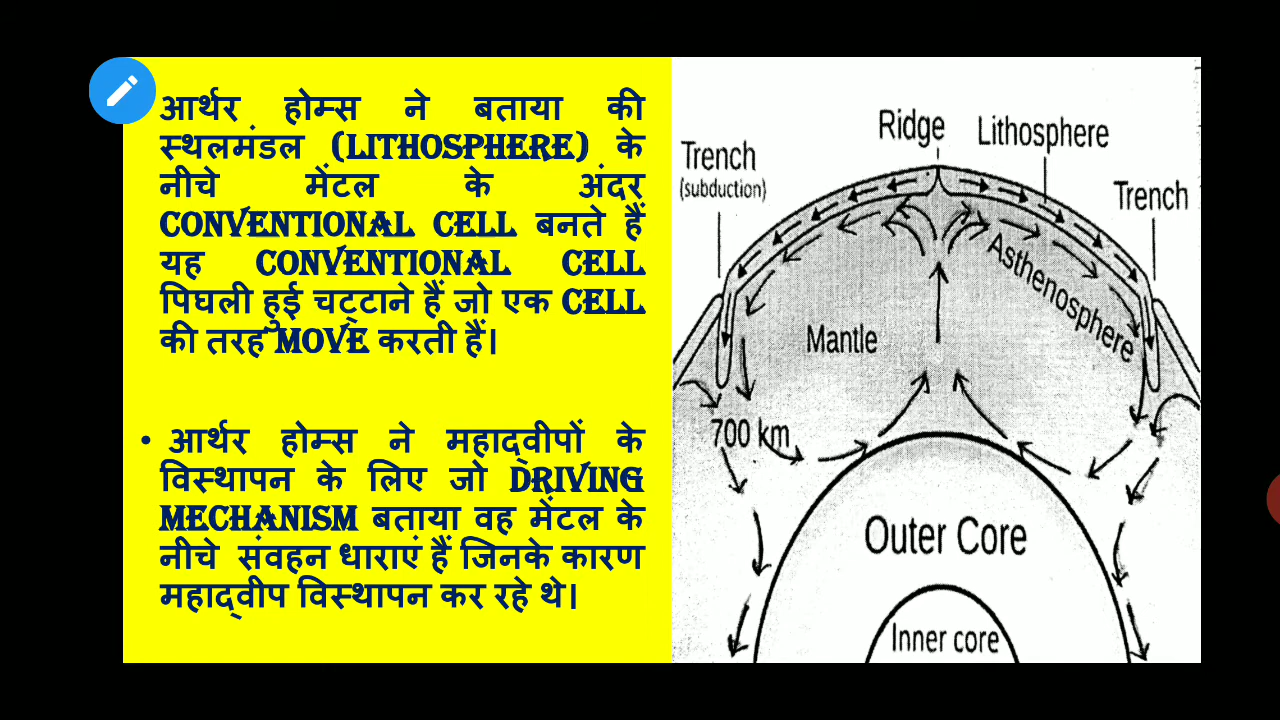 आर्थर होम्स ने बताया की
स्थलमंडल (LITHOSPHERE) के
नीचे मेंटल के अंदर
CONVENTIONAL CELL बनते हैं
यह CONVENTIONAL CELL
पिघली हुई चट्टाने हैं जो एक CELL
की तरह MOVE करती हैं।
• आर्थर होम्स ने महाद्वीपों के
विस्थापन के लिए जो DRIVING
MECHANISM बताया वह मेंटल के
नीचे संवहन धाराएं हैं जिनके कारण
महाद्वीप विस्थापन कर रहे थे।
Ridge
Lithosphere
Trench
(subduction)
Trench
Asthenosphere
Mantle
700 km
Outer Core
Inner core